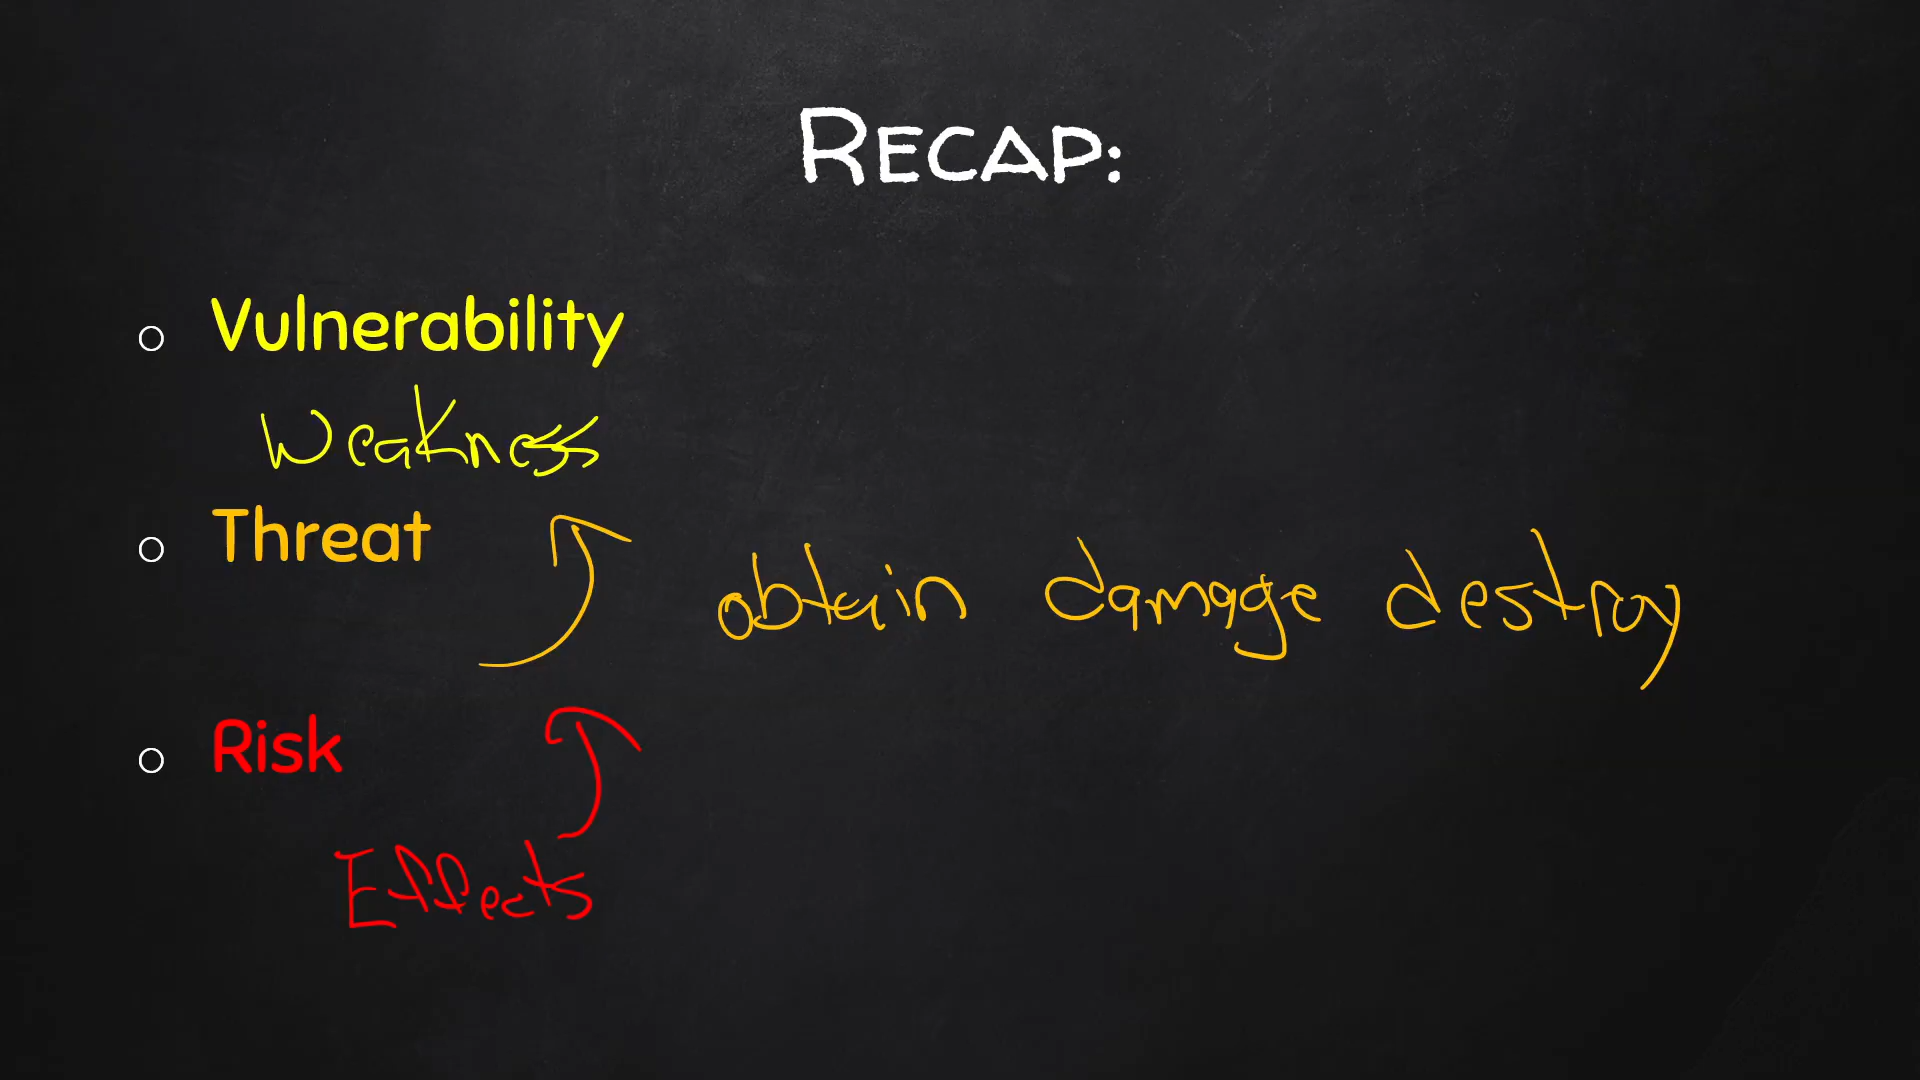 RECAP:
Vulnerability
Weakness
Threat
obtain damage destroy
Risk
Effects